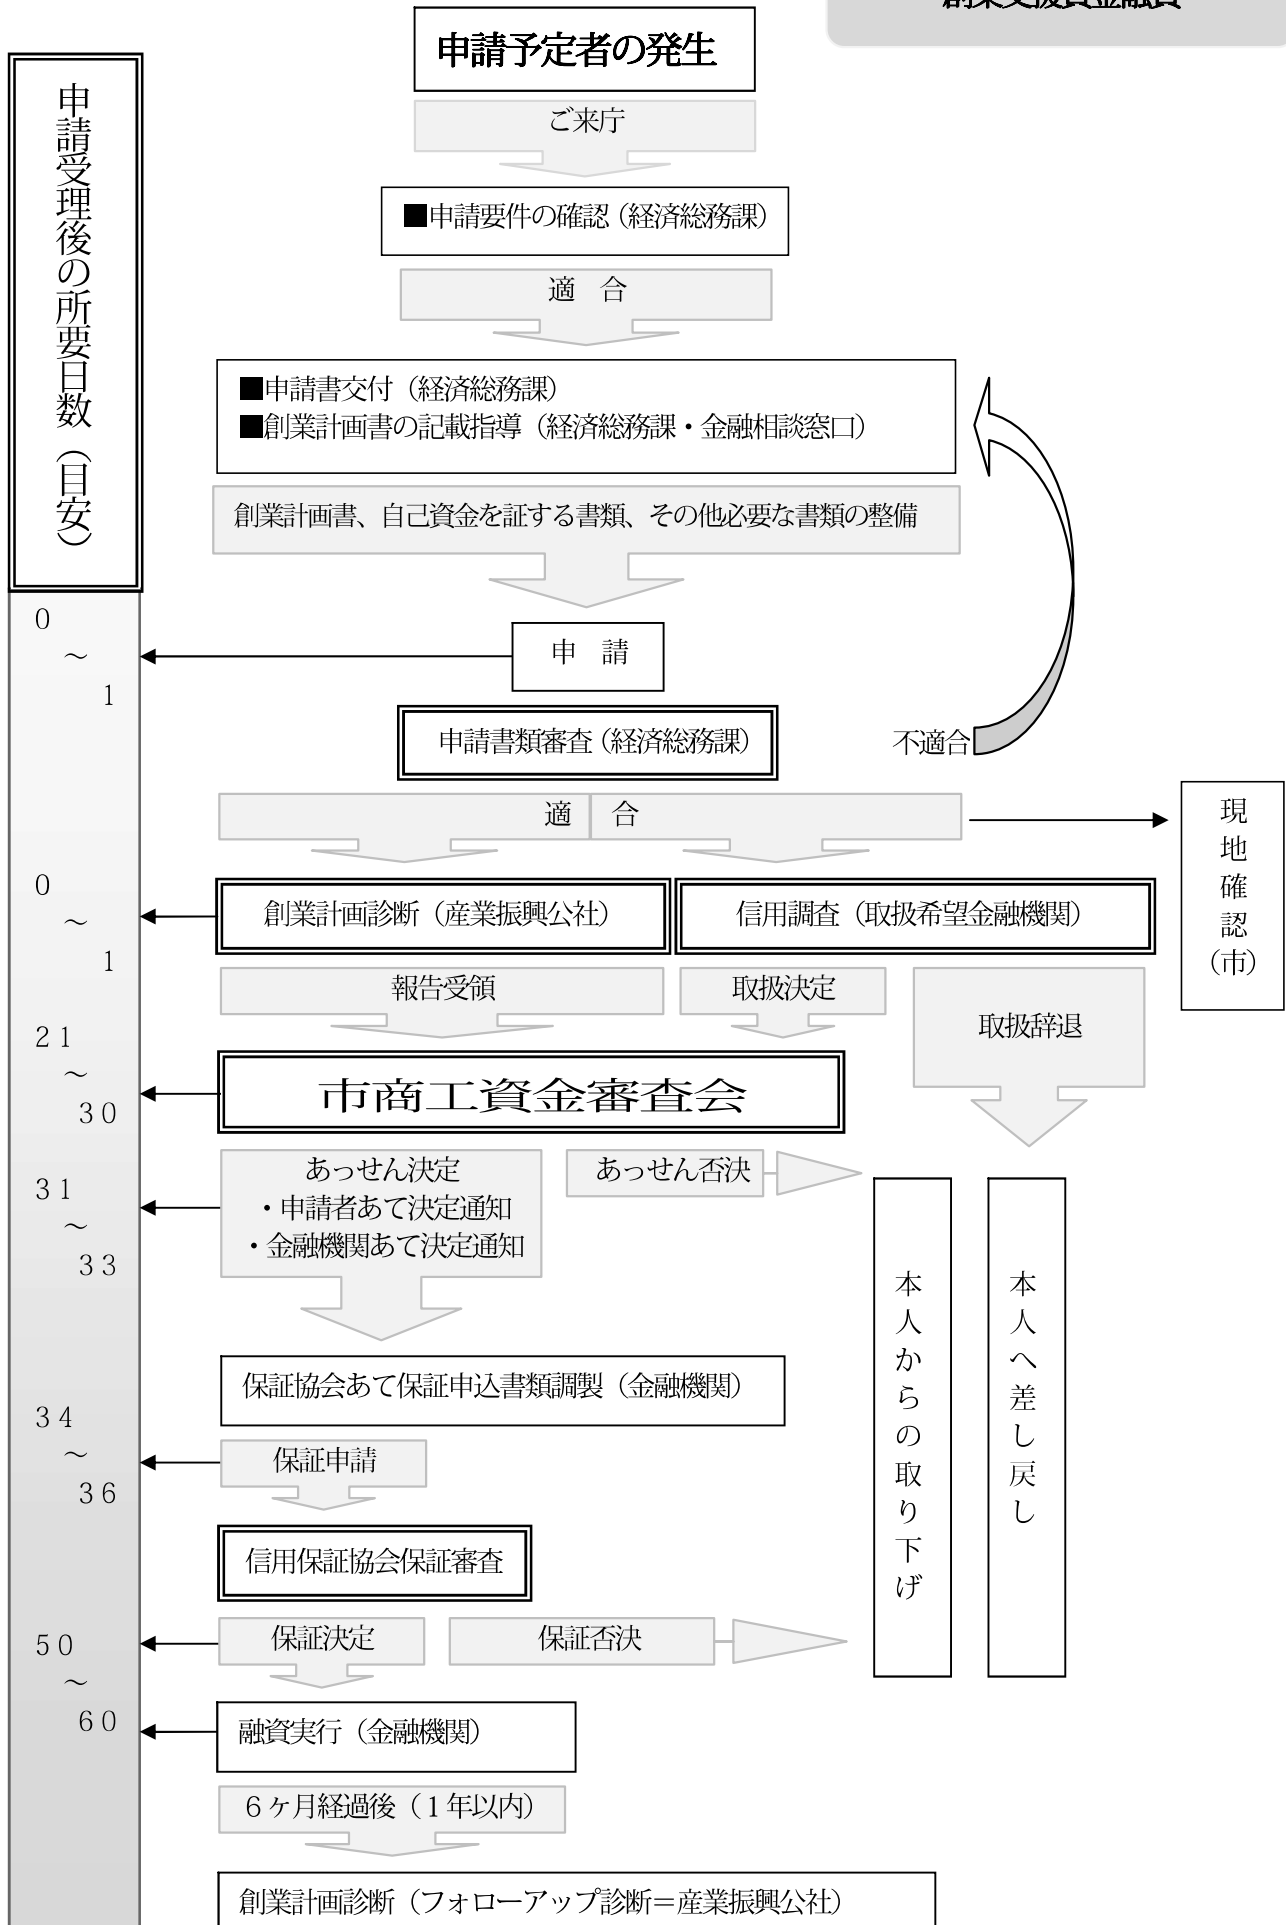 創業支援資金融資
申請予定者の発生
ご来庁
■申請要件の確認（経済総務課）
適　合
■申請書交付（経済総務課）
■創業計画書の記載指導（経済総務課・金融相談窓口）
創業計画書、自己資金を証する書類、その他必要な書類の整備
申請受理後の所要日数（目安）
0
～
1
申　請
申請書類審査（経済総務課）
不適合
適　合
現地確認（市）
0
～
1
創業計画診断（産業振興公社）
信用調査（取扱希望金融機関）
報告受領
取扱決定
取扱辞退
21
～
30
市商工資金審査会
31
～
33
あっせん決定
・申請者あて決定通知
・金融機関あて決定通知
あっせん否決
本人からの取り下げ
本人へ差し戻し
保証協会あて保証申込書類調製（金融機関）
34
～
36
保証申請
信用保証協会保証審査
50
～
60
保証決定
保証否決
融資実行（金融機関）
６ヶ月経過後（１年以内）
創業計画診断（フォローアップ診断＝産業振興公社）